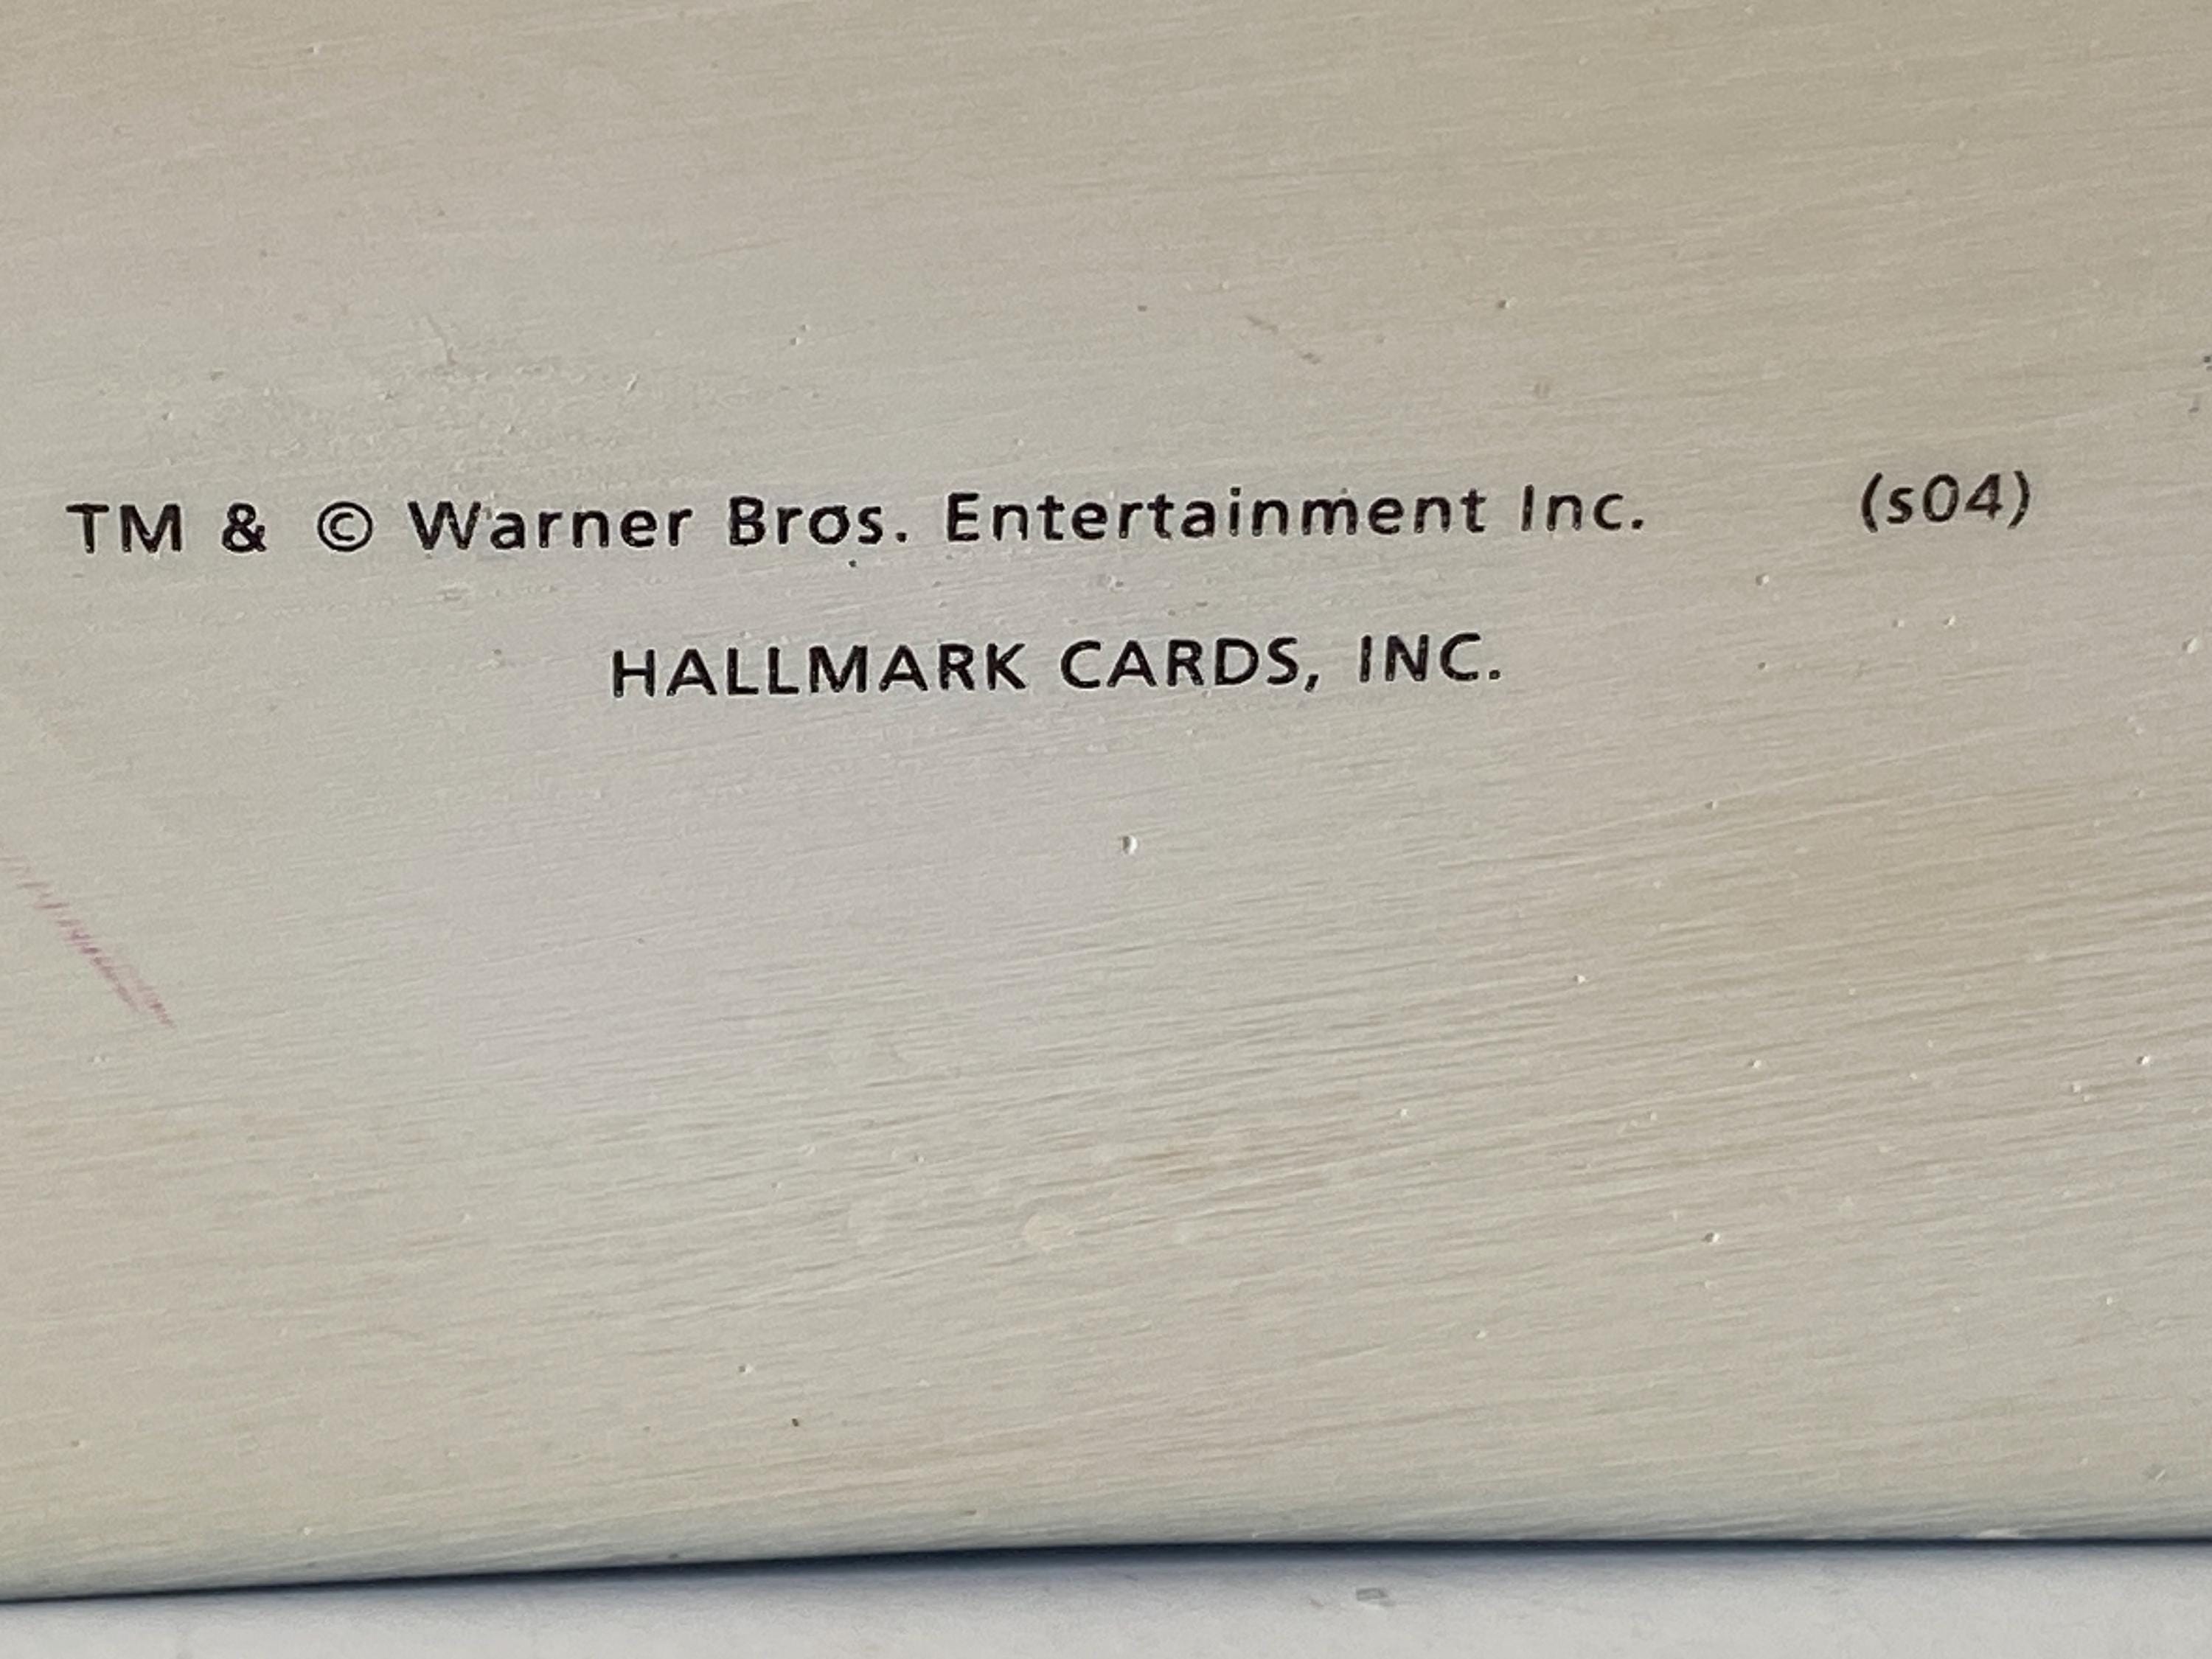 TM & © Warner Bros. Entertainment Inc. (s04)
HALLMARK CARDS, INC.